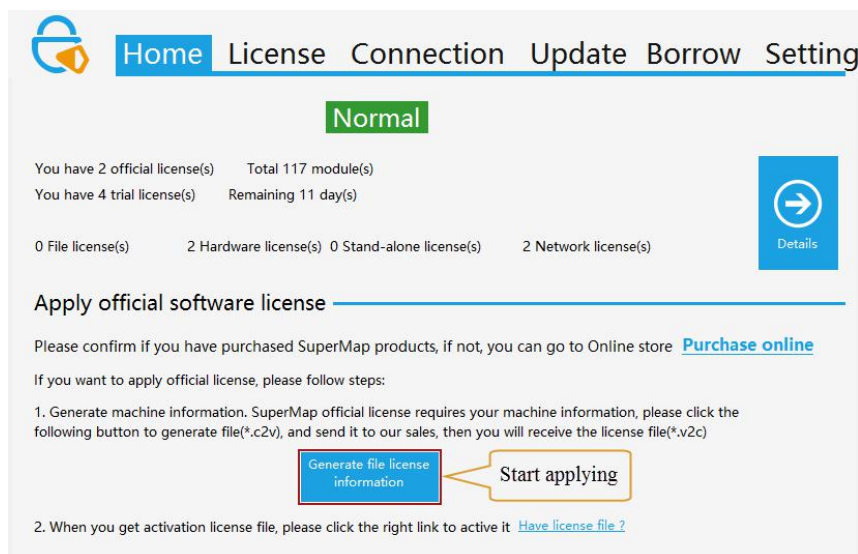 Home License Connection Update Borrow Setting
Normal
You have 2 official license(s) Total 117 module(s)
You have 4 trial license(s) Remaining 11 day(s)
0 File license(s) 2 Hardware license(s) 0 Stand-alone license(s) 2 Network license(s)
Details
Apply official software license
Please confirm if you have purchased SuperMap products, if not, you can go to Online store Purchase online
If you want to apply official license, please follow steps:
1. Generate machine information. SuperMap official license requires your machine information, please click the
following button to generate file(*.c2v), and send it to our sales, then you will receive the license file(*.v2c)
Generate file license
information
Start applying
2. When you get activation license file, please click the right link to active it Have license file ?